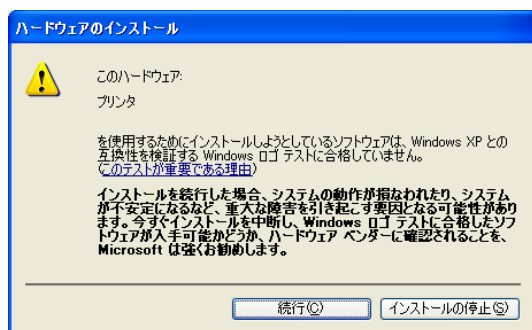 ハードウェアのインストール
このハードウェア:
プリンタ
を使用するためにインストールしようとしているソフトウェアは、Windows XP との
互換性を検証する Windows ロゴ テストに合格していません。
(このテストが重要である理由)
インストールを続行した場合、システムの動作が損なわれたり、システム
が不安定になるなど、重大な障害を引き起こす要因となる可能性があり
ます。今すぐインストールを中断し、Windows ロゴ テストに合格したソフ
トウェアが入手可能かどうか、ハードウェア ベンダーに確認されることを、
Microsoft は強くお勧めします。
続行(C)
インストールの停止(S)